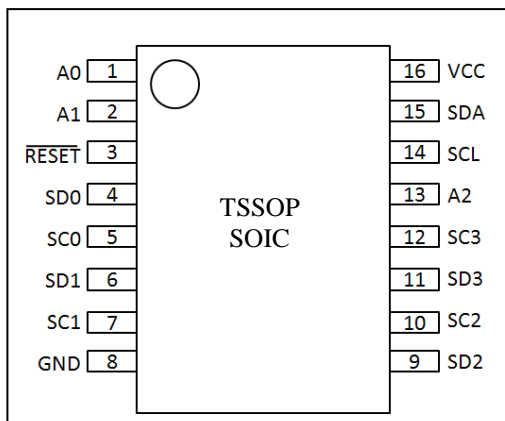 A0 1 16 VCC
A1 2 15 SDA
RESET 3 14 SCL
SD0 4 13 A2
TSSOP
SC0 5 SOIC 12 SC3
SD1 6 11 SD3
SC1 7 10 SC2
GND 8 9 SD2